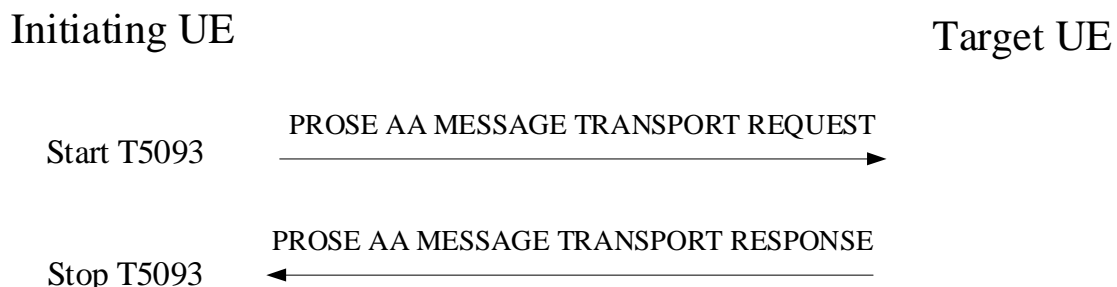 Initiating UE
Target UE
PROSE AA MESSAGE TRANSPORT REQUEST
Start T5093
PROSE AA MESSAGE TRANSPORT RESPONSE
Stop T5093